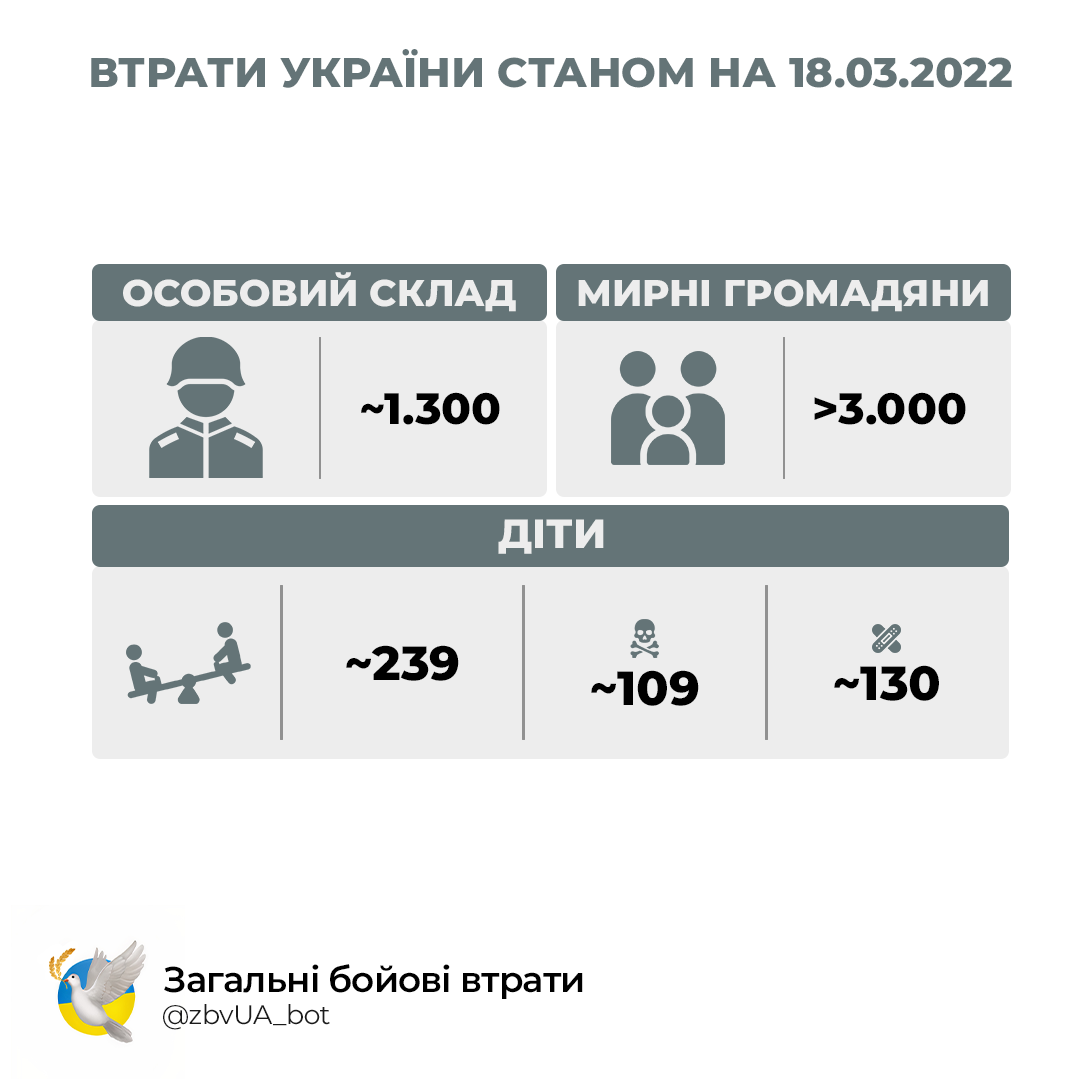 ВТРАТИ УКРАЇНИ СТАНОМ НА 18.03.2022
ОСОБОВИЙ СКЛАД
МИРНІ ГРОМАДЯНИ
~1.300
>3.000
ДІТИ
~239
~109
~130
Загальні бойові втрати
@zbvUA_bot